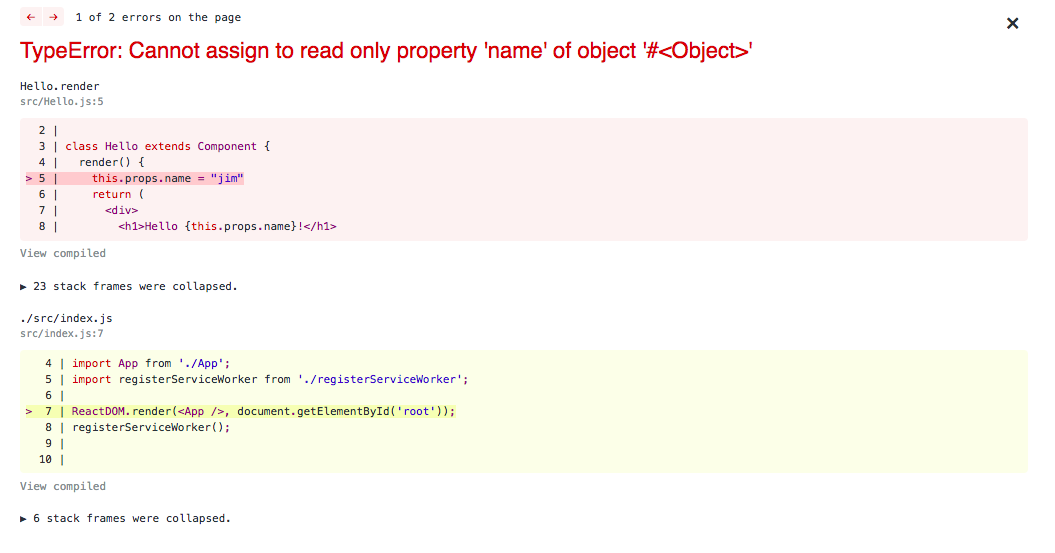 ← → 1 of 2 errors on the page ×
TypeError: Cannot assign to read only property 'name' of object '#<Object>'
Hello.render
src/Hello.js:5
  2 |
  3 | class Hello extends Component {
  4 |   render() {
> 5 |     this.props.name = "jim"
  6 |     return (
  7 |       <div>
  8 |         <h1>Hello {this.props.name}!</h1>
View compiled
▶ 23 stack frames were collapsed.
./src/index.js
src/index.js:7
   4 | import App from './App';
   5 | import registerServiceWorker from './registerServiceWorker';
   6 |
>  7 | ReactDOM.render(<App />, document.getElementById('root'));
   8 | registerServiceWorker();
   9 |
  10 |
View compiled
▶ 6 stack frames were collapsed.